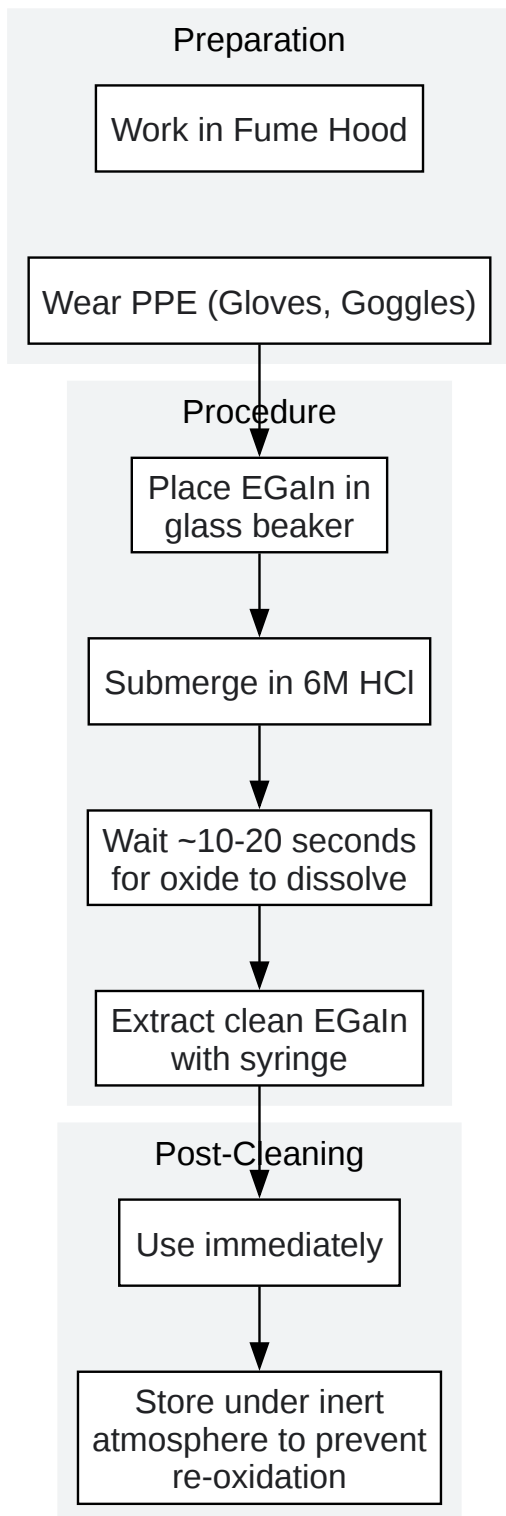 Preparation
Work in Fume Hood
Wear PPE (Gloves, Goggles)
Procedure
Place EGaIn in
glass beaker
Submerge in 6M HCl
Wait ~10-20 seconds
for oxide to dissolve
Extract clean EGaIn
with syringe
Post-Cleaning
Use immediately
Store under inert
atmosphere to prevent
re-oxidation